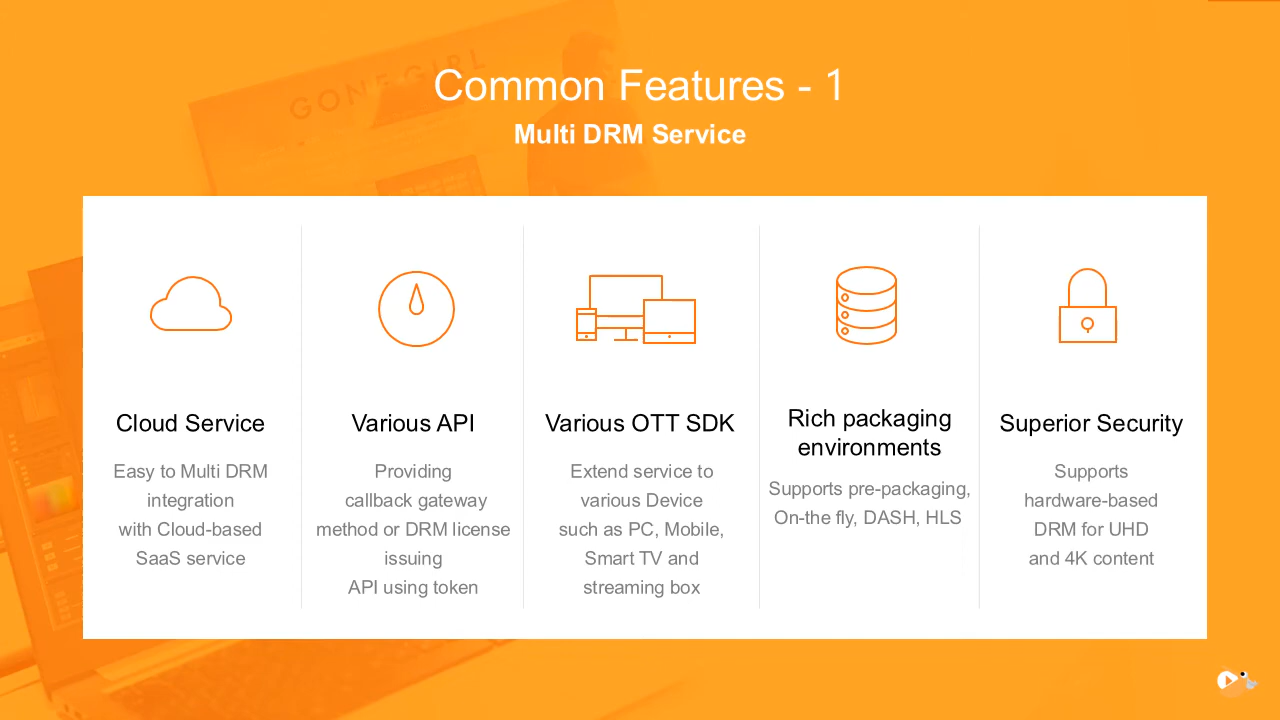 GONE GIRL
Common Features - 1
Multi DRM Service
Cloud Service
Easy to Multi DRM
integration
with Cloud-based
SaaS service
Various API
Providing
callback gateway
method or DRM license
issuing
API using token
Various OTT SDK
Extend service to
various Device
such as PC, Mobile,
Smart TV and
streaming box
Rich packaging
environments
Supports pre-packaging,
On-the fly, DASH, HLS
Superior Security
Supports
hardware-based
DRM for UHD
and 4K content